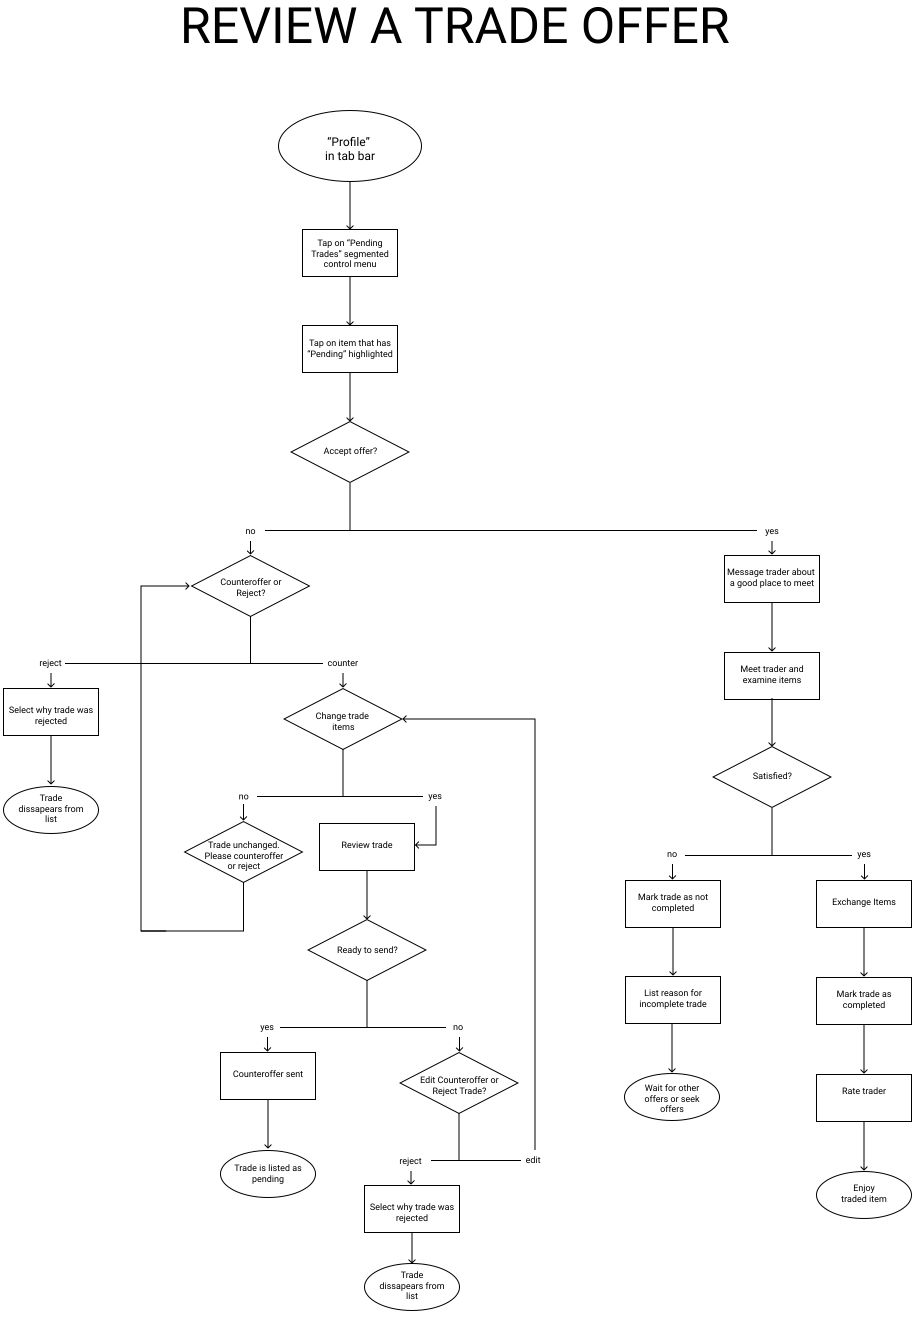 REVIEW A TRADE OFFER
“Profile”
in tab bar
Tap on “Pending
Trades” segmented
control menu
Tap on item that has
“Pending” highlighted
Accept offer?
no
yes
Counteroffer or
Reject?
Message trader about
a good place to meet
reject
counter
Meet trader and
examine items
Select why trade was
rejected
Change trade
items
Satisfied?
Trade
dissapears from
list
no
yes
Trade unchanged.
Please counteroffer
or reject
Review trade
no
yes
Mark trade as not
completed
Exchange Items
Ready to send?
List reason for
incomplete trade
Mark trade as
completed
yes
no
Counteroffer sent
Edit Counteroffer or
Reject Trade?
Wait for other
offers or seek
offers
Rate trader
reject
edit
Trade is listed as
pending
Enjoy
traded item
Select why trade was
rejected
Trade
dissapears from
list